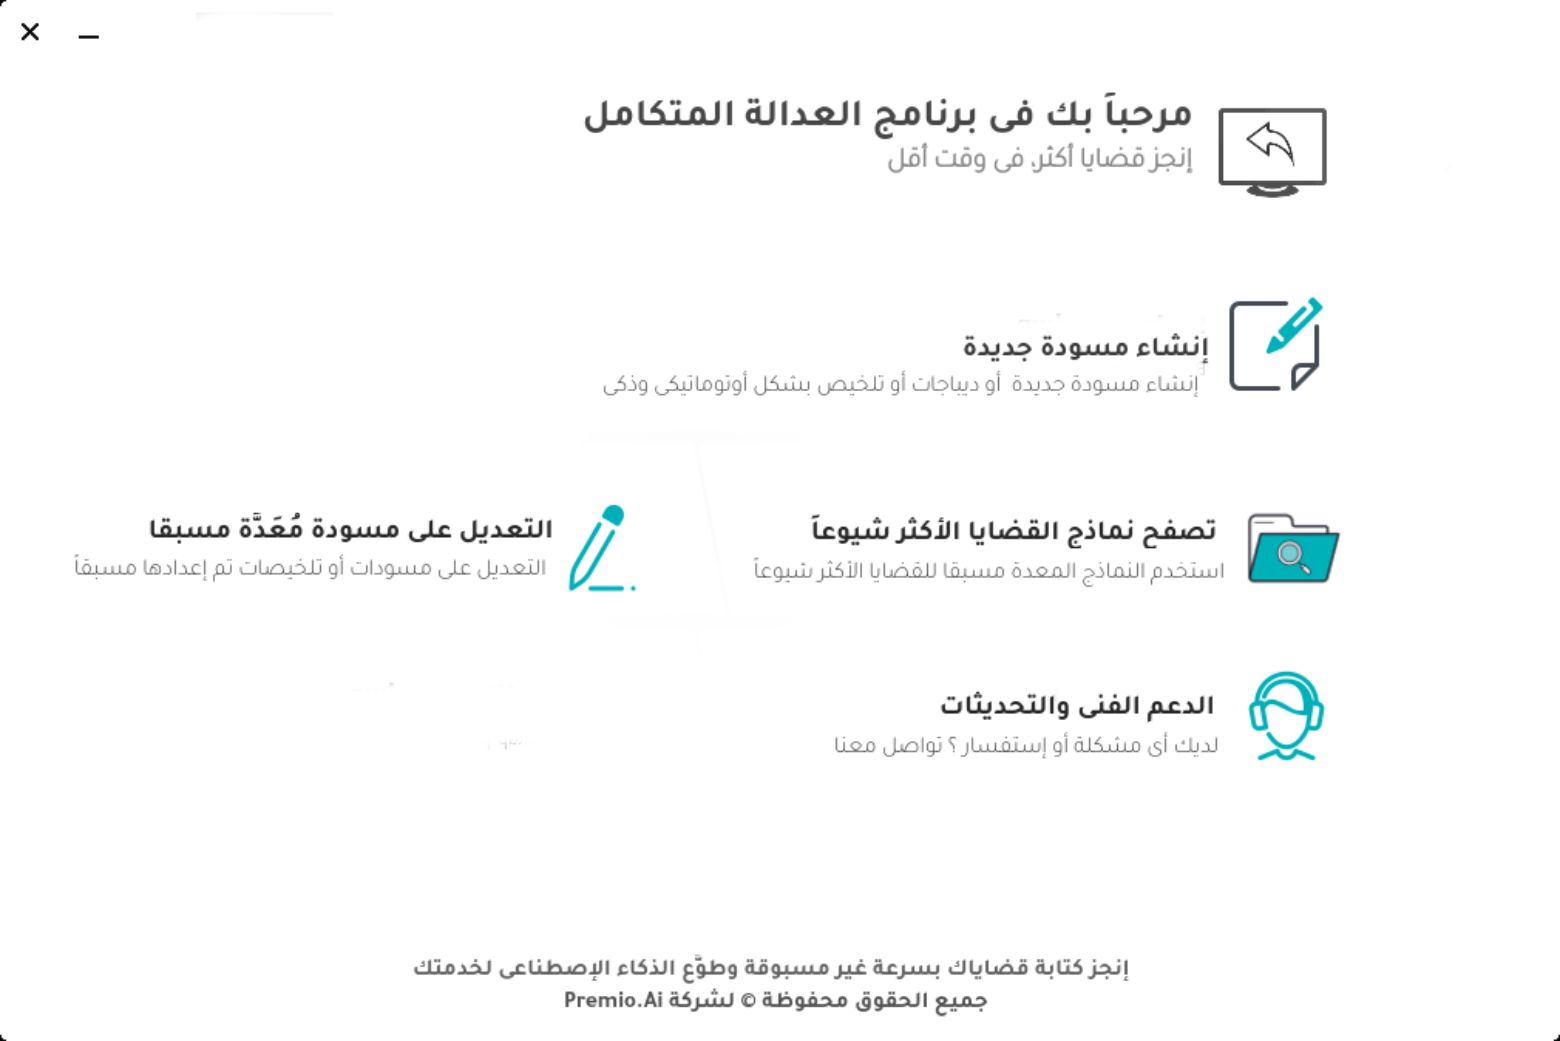 مرحباً بك فى برنامج العدالة المتكامل
إنجز قضايا أكثر، فى وقت أقل
إنشاء مسودة جديدة
إنشاء مسودة جديدة أو ديباجات أو تلخيص بشكل أوتوماتيكى وذكى
تصفح نماذج القضايا الأكثر شيوعاً
استخدم النماذج المعدة مسبقا للقضايا الأكثر شيوعاً
التعديل على مسودة مُعَدَّة مسبقا
التعديل على مسودات أو تلخيصات تم إعدادها مسبقاً
الدعم الفنى والتحديثات
لديك أى مشكلة أو إستفسار ؟ تواصل معنا
إنجز كتابة قضاياك بسرعة غير مسبوقة وطوَّع الذكاء الإصطناعى لخدمتك
جميع الحقوق محفوظة © لشركة Premio.Ai